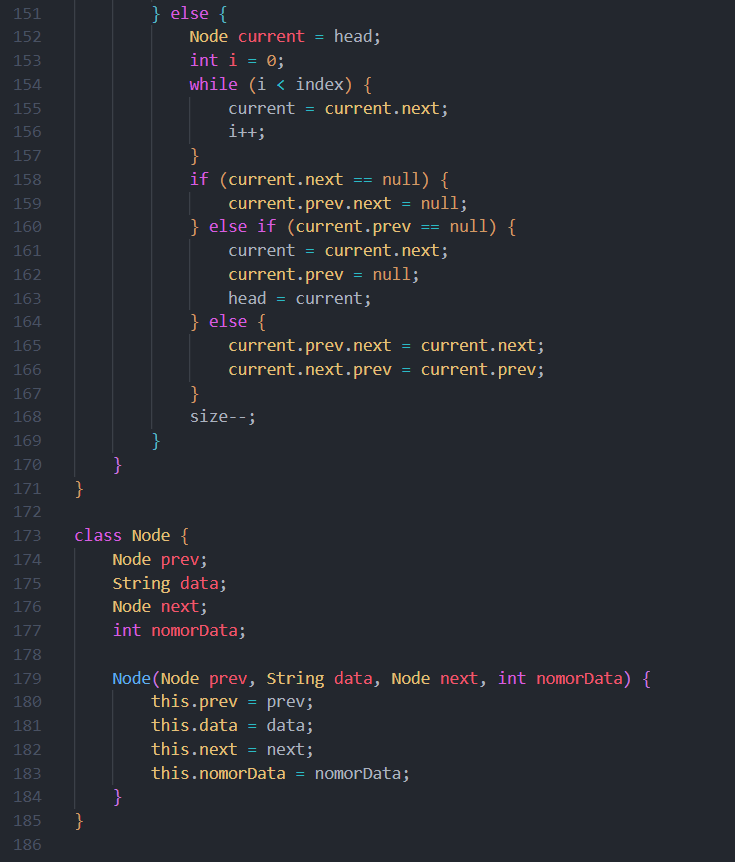 151         } else {
152             Node current = head;
153             int i = 0;
154             while (i < index) {
155                 current = current.next;
156                 i++;
157             }
158             if (current.next == null) {
159                 current.prev.next = null;
160             } else if (current.prev == null) {
161                 current = current.next;
162                 current.prev = null;
163                 head = current;
164             } else {
165                 current.prev.next = current.next;
166                 current.next.prev = current.prev;
167             }
168             size--;
169         }
170     }
171 }
172
173 class Node {
174     Node prev;
175     String data;
176     Node next;
177     int nomorData;
178
179     Node(Node prev, String data, Node next, int nomorData) {
180         this.prev = prev;
181         this.data = data;
182         this.next = next;
183         this.nomorData = nomorData;
184     }
185 }
186